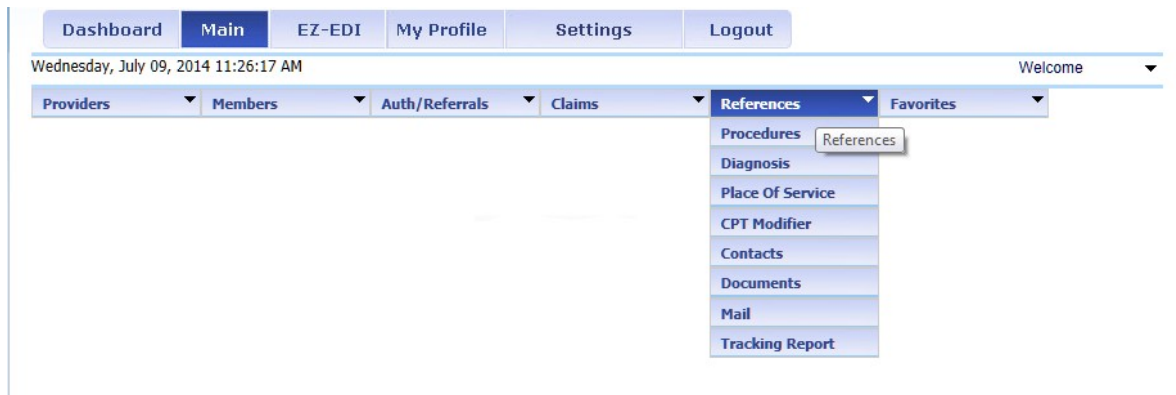 Dashboard Main EZ-EDI My Profile Settings Logout
Wednesday, July 09, 2014 11:26:17 AM Welcome
Providers Members Auth/Referrals Claims References Favorites
Procedures References
Diagnosis
Place Of Service
CPT Modifier
Contacts
Documents
Mail
Tracking Report